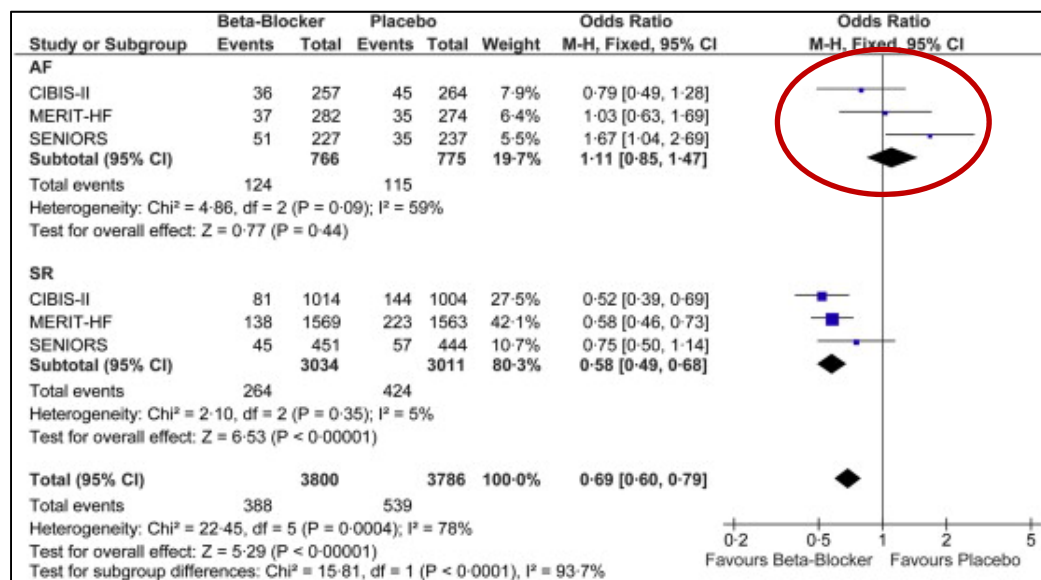 Beta-Blocker Placebo Odds Ratio Odds Ratio
Study or Subgroup Events Total Events Total Weight M-H, Fixed, 95% CI M-H, Fixed, 95% CI
AF
CIBIS-II 36 257 45 264 7·9% 0·79 [0·49, 1·28]
MERIT-HF 37 282 35 274 6·4% 1·03 [0·63, 1·69]
SENIORS 51 227 35 237 5·5% 1·67 [1·04, 2·69]
Subtotal (95% CI) 766 775 19·7% 1·11 [0·85, 1·47]
Total events 124 115
Heterogeneity: Chi² = 4·86, df = 2 (P = 0·09); I² = 59%
Test for overall effect: Z = 0·77 (P = 0·44)
SR
CIBIS-II 81 1014 144 1004 27·5% 0·52 [0·39, 0·69]
MERIT-HF 138 1569 223 1563 42·1% 0·58 [0·46, 0·73]
SENIORS 45 451 57 444 10·7% 0·75 [0·50, 1·14]
Subtotal (95% CI) 3034 3011 80·3% 0·58 [0·49, 0·68]
Total events 264 424
Heterogeneity: Chi² = 2·10, df = 2 (P = 0·35); I² = 5%
Test for overall effect: Z = 6·53 (P < 0·00001)
Total (95% CI) 3800 3786 100·0% 0·69 [0·60, 0·79]
Total events 388 539
Heterogeneity: Chi² = 22·45, df = 5 (P = 0·0004); I² = 78%
Test for overall effect: Z = 5·29 (P < 0·00001)
Test for subgroup differences: Chi² = 15·81, df = 1 (P < 0·0001), I² = 93·7%
0·2 0·5 1 2 5
Favours Beta-Blocker Favours Placebo